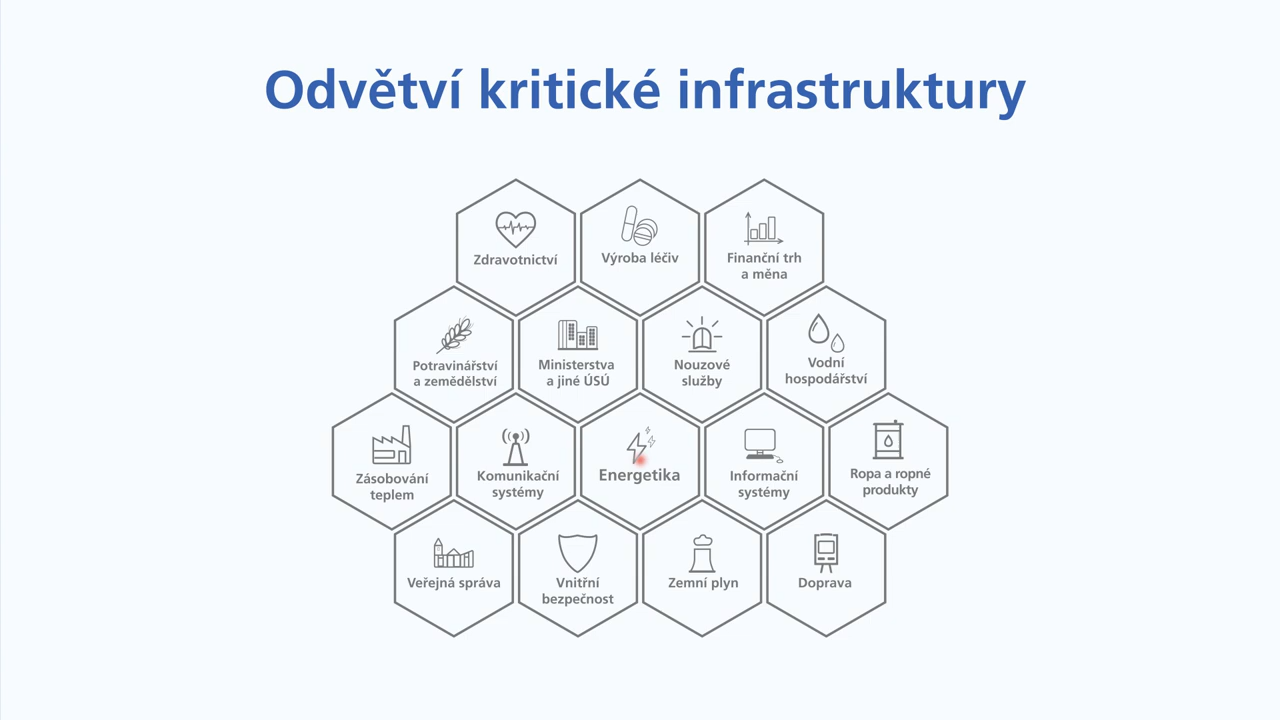 Odvětví kritické infrastruktury
Zdravotnictví
Výroba léčiv
Finanční trh
a měna
Potravinářství
a zemědělství
Ministerstva
a jiné ÚSÚ
Nouzové
služby
Vodní
hospodářství
Zásobování
teplem
Komunikační
systémy
Energetika
Informační
systémy
Ropa a ropné
produkty
Veřejná správa
Vnitřní
bezpečnost
Zemní plyn
Doprava